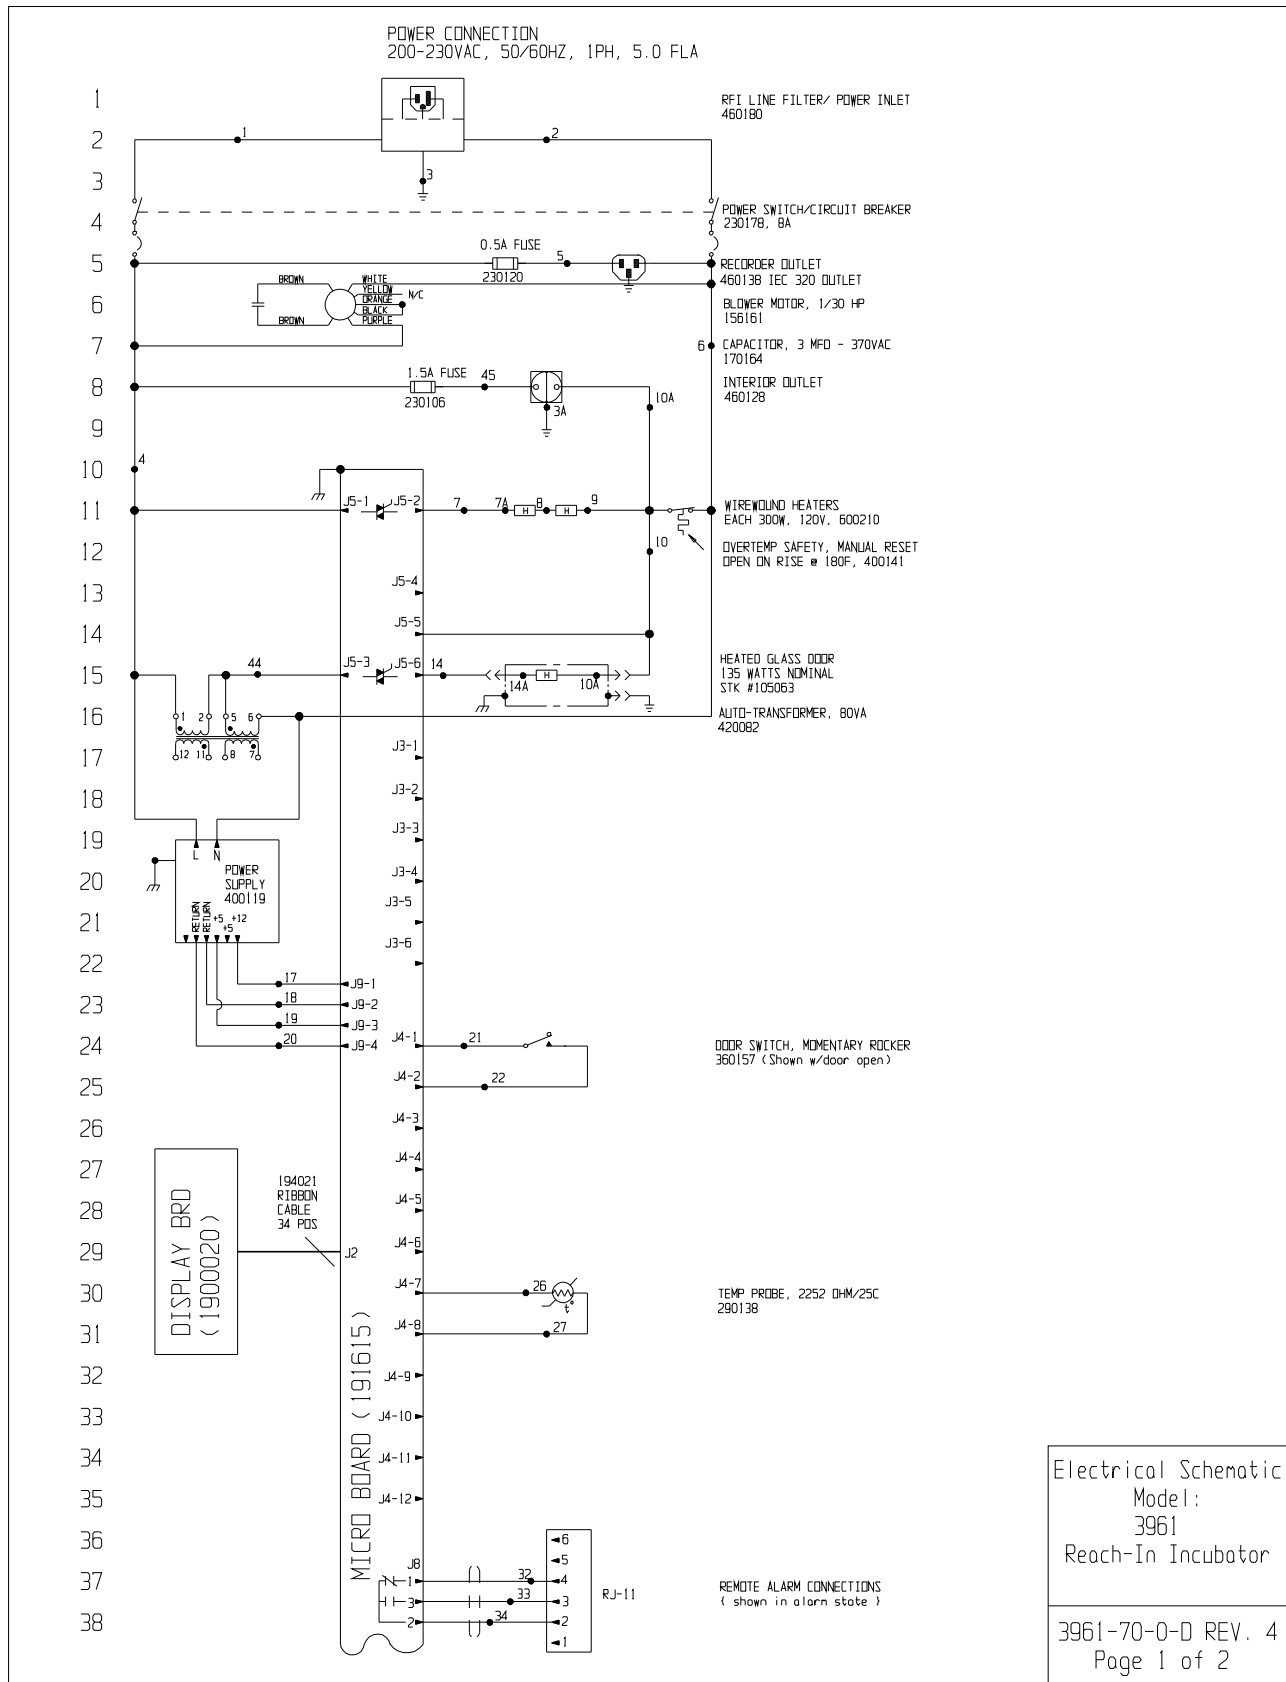 POWER CONNECTION
200-230VAC, 50/60HZ, 1PH, 5.0 FLA
1
RFI LINE FILTER/ POWER INLET
460180
2
1
2
3
3
4
POWER SWITCH/CIRCUIT BREAKER
230178, 8A
5
0.5A FUSE
230120
5
RECORDER OUTLET
460138 IEC 320 OUTLET
6
BROWN
BROWN
WHITE
YELLOW
ORANGE
BLACK
PURPLE
N/C
BLOWER MOTOR, 1/30 HP
156161
7
6
CAPACITOR, 3 MFD - 370VAC
170164
8
1.5A FUSE
230106
45
3A
10A
INTERIOR OUTLET
460128
9
10
4
11
J5-1
J5-2
7
7A
H
8
H
9
WIREWOUND HEATERS
EACH 300W, 120V, 600210
12
10
OVERTEMP SAFETY, MANUAL RESET
OPEN ON RISE @ 180F, 400141
13
J5-4
14
J5-5
15
44
J5-3
J5-6
14
14A
H
10A
HEATED GLASS DOOR
135 WATTS NOMINAL
STK #105063
16
1
2
5
6
AUTO-TRANSFORMER, 80VA
420082
17
12
11
8
7
J3-1
18
J3-2
19
J3-3
L
N
20
POWER
SUPPLY
400119
J3-4
21
RETURN
RETURN
+5
+5
+12
J3-5
22
J3-6
17
J9-1
23
18
J9-2
19
J9-3
24
20
J9-4
J4-1
21
DOOR SWITCH, MOMENTARY ROCKER
360157 (Shown w/door open)
25
J4-2
22
26
J4-3
27
J4-4
28
194021
RIBBON
CABLE
34 POS
J4-5
29
DISPLAY BRD
(1900020)
J2
J4-6
30
J4-7
26
t°
TEMP PROBE, 2252 OHM/25C
290138
31
J4-8
27
32
J4-9
33
MICRO BOARD (191615)
J4-10
34
J4-11
35
J4-12
36
6
5
37
J8
1
32
4
3
33
3
RJ-11
REMOTE ALARM CONNECTIONS
( shown in alarm state )
38
2
34
2
1
Electrical Schematic
Model:
3961
Reach-In Incubator
3961-70-0-D REV. 4
Page 1 of 2